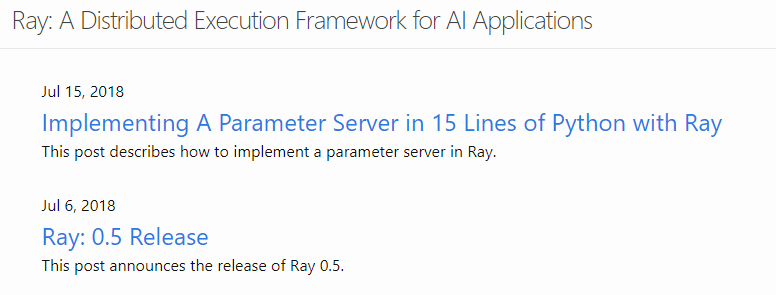 Ray: A Distributed Execution Framework for AI Applications
Jul 15, 2018
Implementing A Parameter Server in 15 Lines of Python with Ray
This post describes how to implement a parameter server in Ray.
Jul 6, 2018
Ray: 0.5 Release
This post announces the release of Ray 0.5.